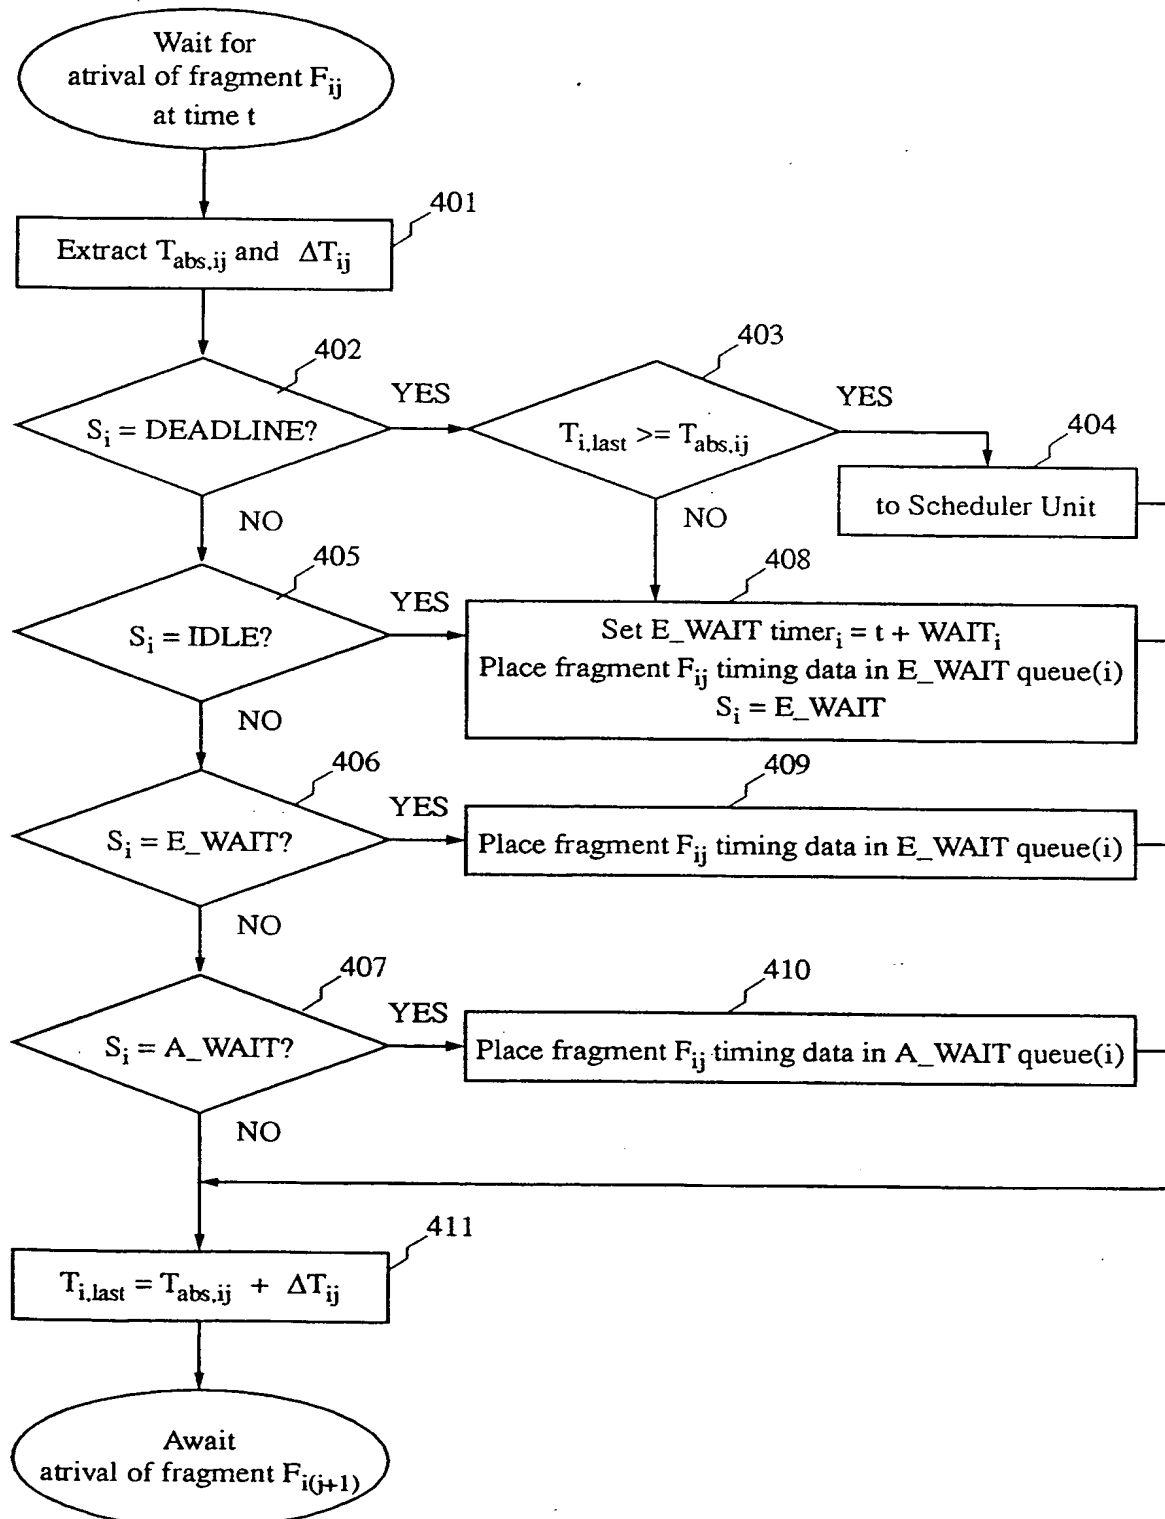 Wait for
atrival of fragment F_ij
at time t
401
Extract T_abs,ij and ΔT_ij
402
403
S_i = DEADLINE?
YES
T_i,last >= T_abs,ij
YES
404
to Scheduler Unit
NO
NO
405
408
S_i = IDLE?
YES
Set E_WAIT timer_i = t + WAIT_i
Place fragment F_ij timing data in E_WAIT queue(i)
S_i = E_WAIT
NO
406
409
S_i = E_WAIT?
YES
Place fragment F_ij timing data in E_WAIT queue(i)
NO
407
410
S_i = A_WAIT?
YES
Place fragment F_ij timing data in A_WAIT queue(i)
NO
411
T_i,last = T_abs,ij + ΔT_ij
Await
atrival of fragment F_i(j+1)